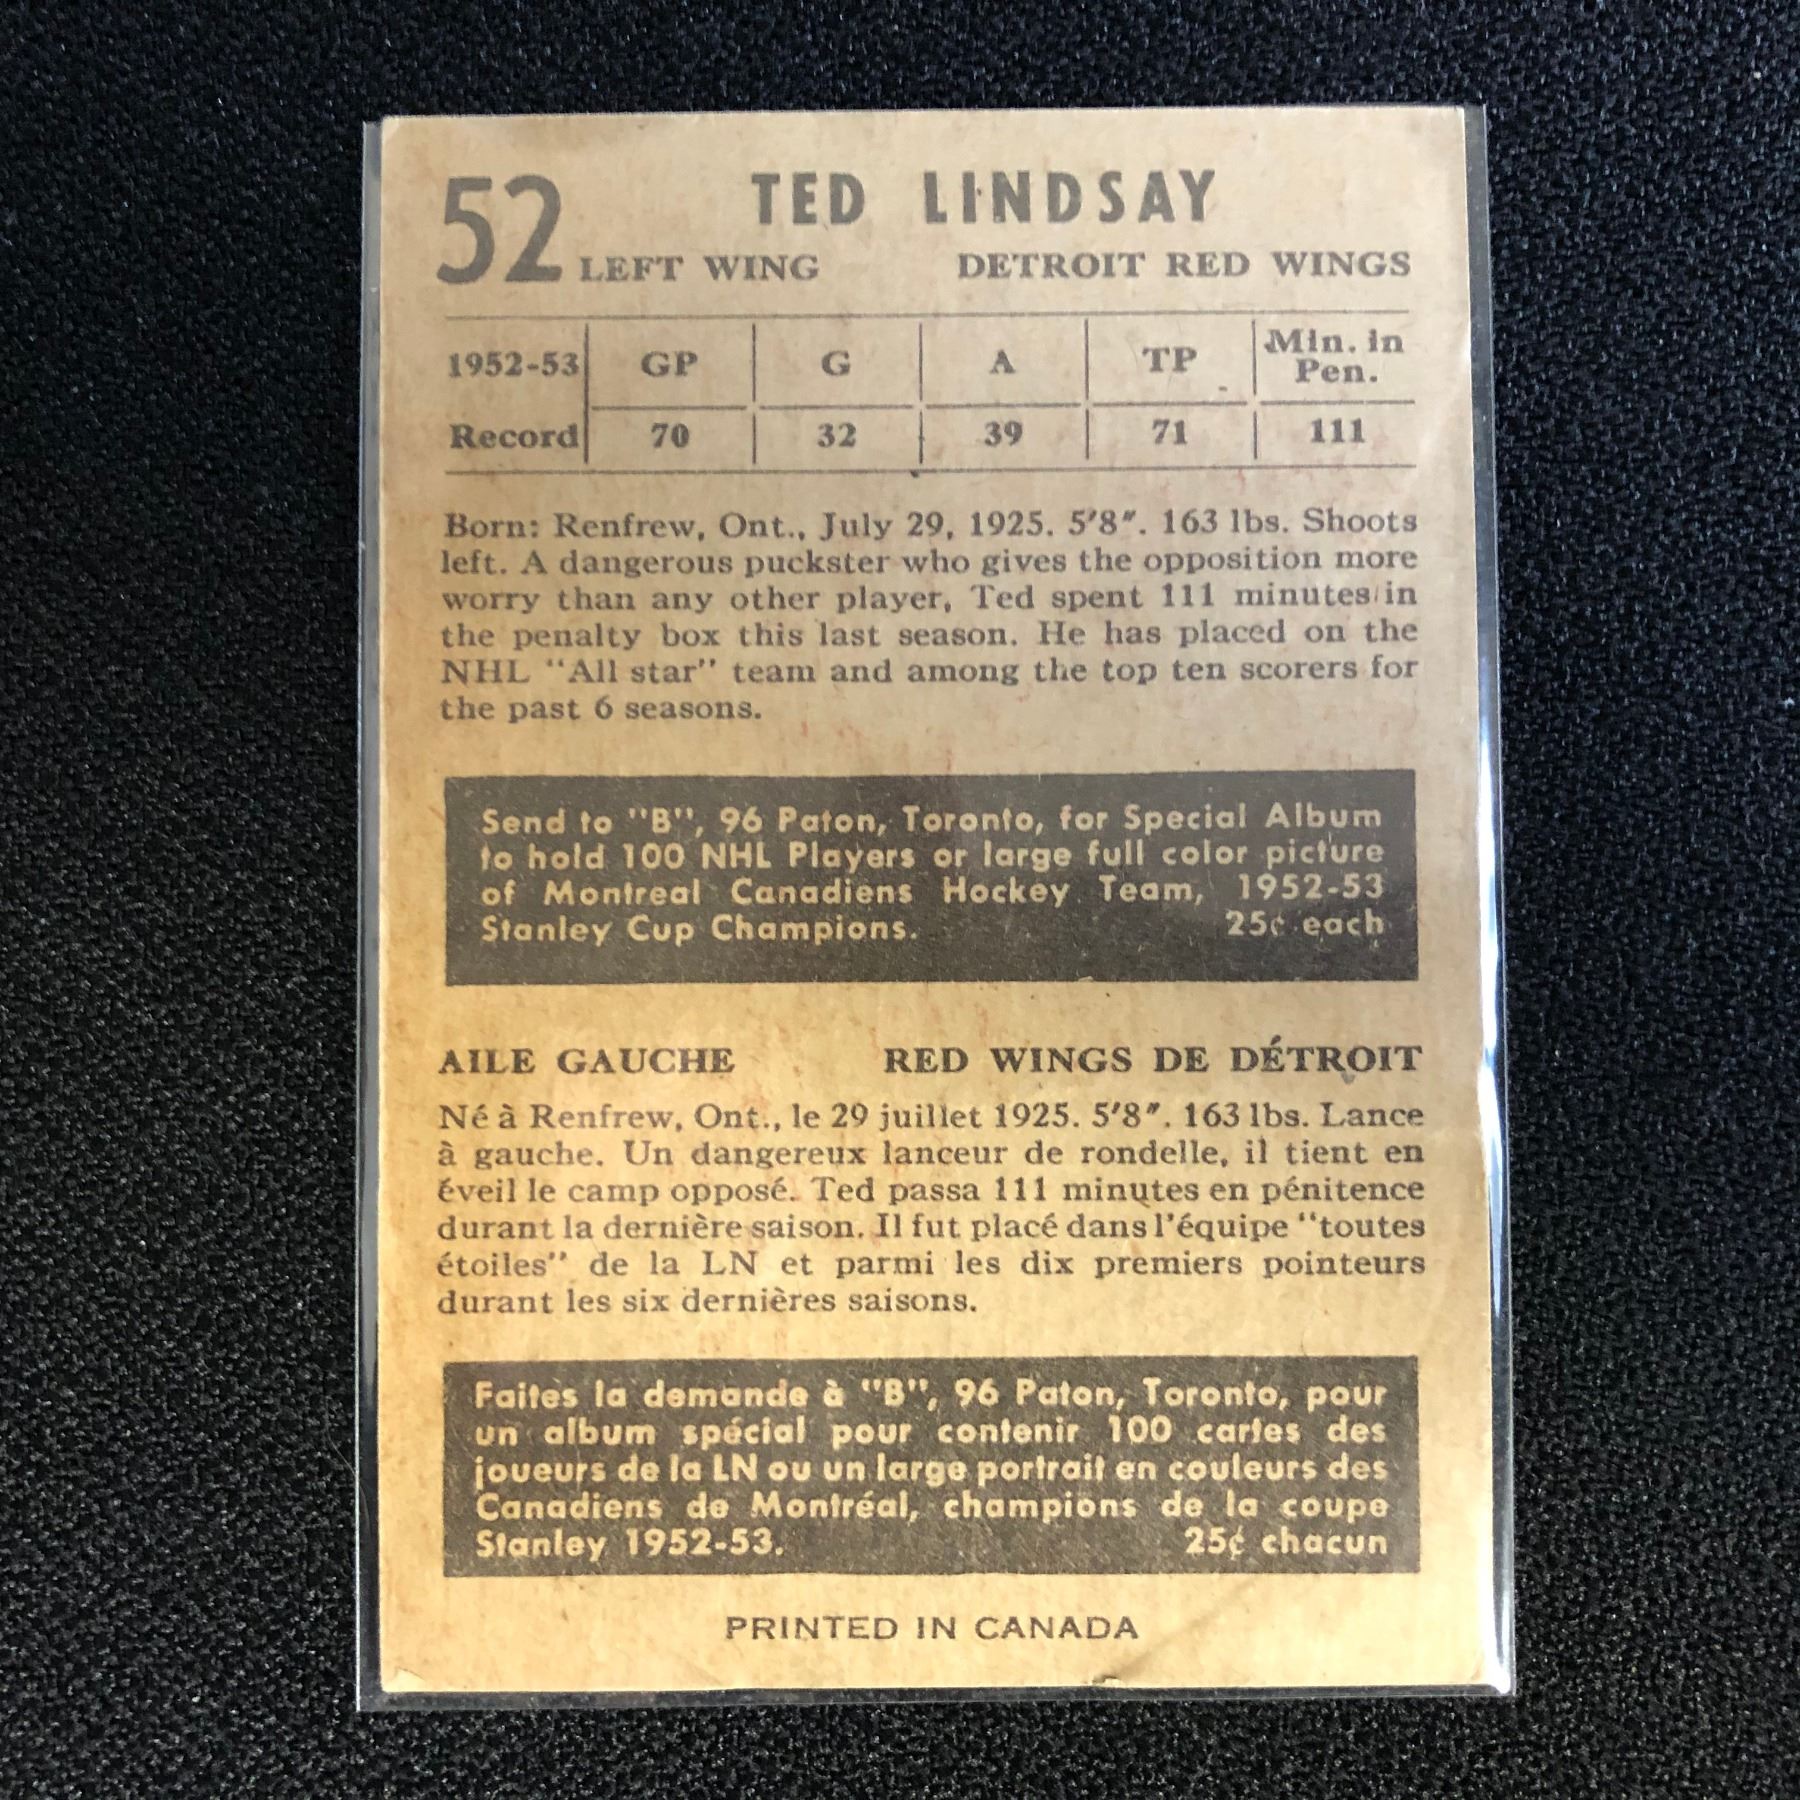 52 TED LINDSAY
LEFT WING DETROIT RED WINGS
1952-53 GP G A TP Min. in Pen.
Record 70 32 39 71 111
Born: Renfrew, Ont., July 29, 1925. 5'8". 163 lbs. Shoots
left. A dangerous puckster who gives the opposition more
worry than any other player, Ted spent 111 minutes in
the penalty box this last season. He has placed on the
NHL "All star" team and among the top ten scorers for
the past 6 seasons.
Send to "B", 96 Paton, Toronto, for Special Album
to hold 100 NHL Players or large full color picture
of Montreal Canadiens Hockey Team, 1952-53
Stanley Cup Champions. 25¢ each
AILE GAUCHE RED WINGS DE DÉTROIT
Né à Renfrew, Ont., le 29 juillet 1925. 5'8". 163 lbs. Lance
à gauche. Un dangereux lanceur de rondelle, il tient en
éveil le camp opposé. Ted passa 111 minutes en pénitence
durant la dernière saison. Il fut placé dans l'équipe "toutes
étoiles" de la LN et parmi les dix premiers pointeurs
durant les six dernières saisons.
Faites la demande à "B", 96 Paton, Toronto, pour
un album spécial pour contenir 100 cartes des
joueurs de la LN ou un large portrait en couleurs des
Canadiens de Montréal, champions de la coupe
Stanley 1952-53. 25¢ chacun
PRINTED IN CANADA